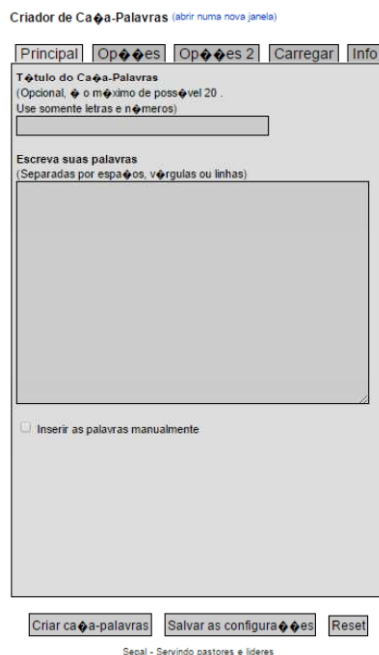 Criador de Ca�a-Palavras (abrir numa nova janela)
Principal Op��es Op��es 2 Carregar Info
T�tulo do Ca�a-Palavras
(Opcional, � o m�ximo de poss�vel 20 .
Use somente letras e n�meros)
Escreva suas palavras
(Separadas por espa�os, v�rgulas ou linhas)
Inserir as palavras manualmente
Criar ca�a-palavras Salvar as configura��es Reset
Sepal - Servindo pastores e líderes